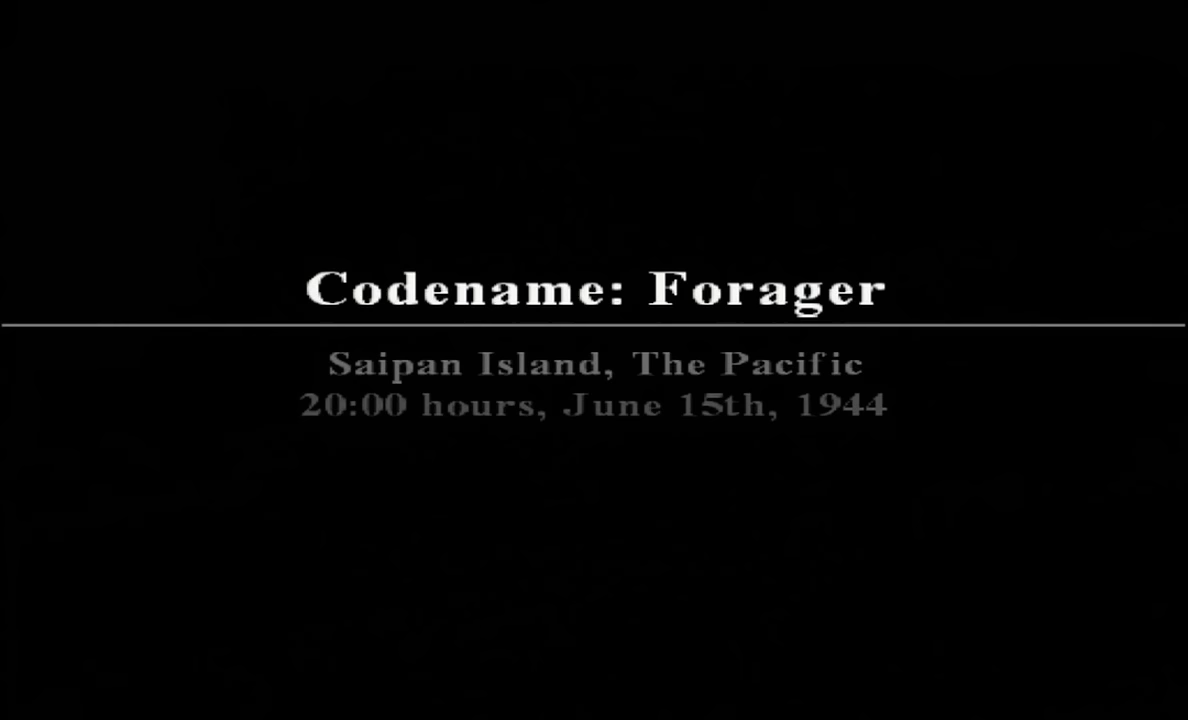 Codename: Forager
Saipan Island, The Pacific
20:00 hours, June 15th, 1944